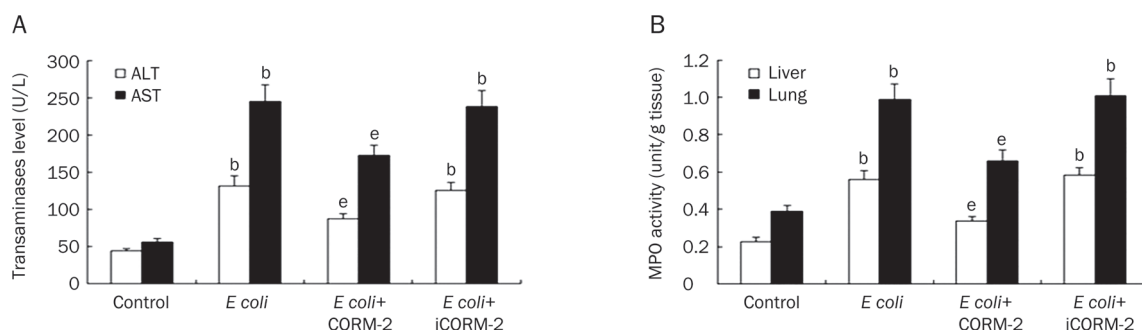 A
Transaminases level (U/L)
300
250
200
150
100
50
0
ALT
AST
b
b
e
e
b
b
Control
E coli
E coli+
CORM-2
E coli+
iCORM-2
B
MPO activity (unit/g tissue)
1.2
1.0
0.8
0.6
0.4
0.2
0
Liver
Lung
b
b
e
e
b
b
Control
E coli
E coli+
CORM-2
E coli+
iCORM-2